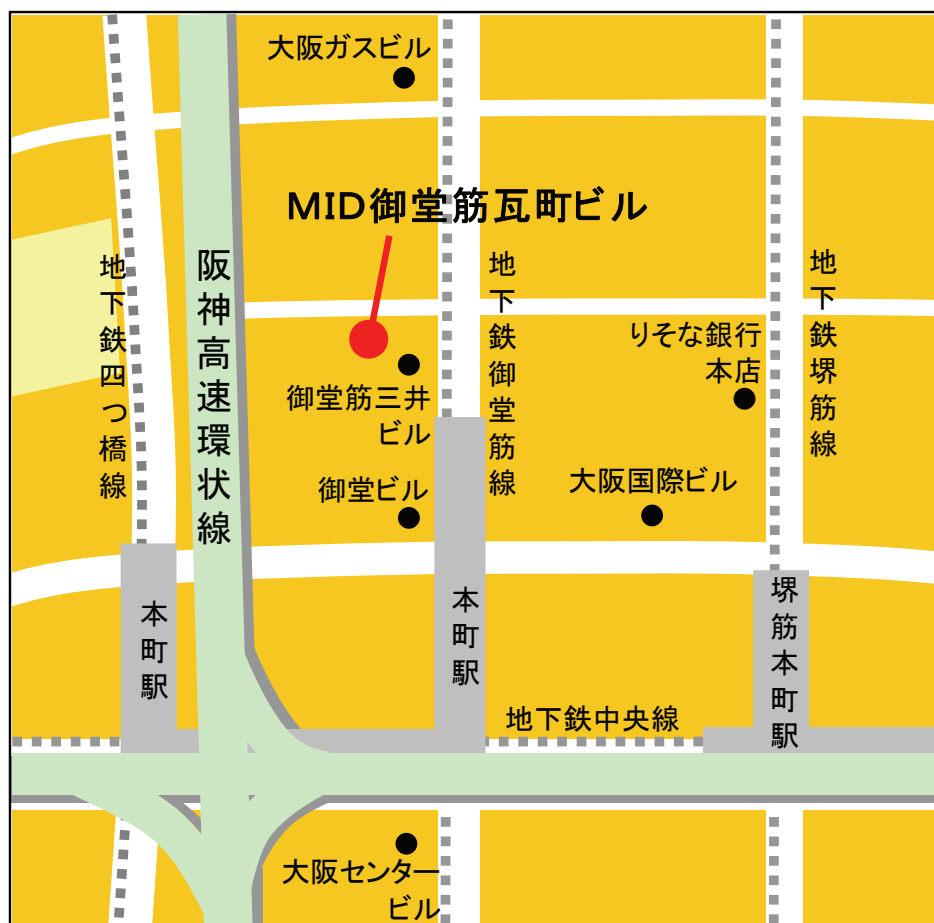 大阪ガスビル
MID御堂筋瓦町ビル
地下鉄四つ橋線
阪神高速環状線
地下鉄御堂筋線
地下鉄堺筋線
りそな銀行
本店
御堂筋三井
ビル
御堂ビル
大阪国際ビル
本町駅
本町駅
堺筋本町駅
地下鉄中央線
大阪センター
ビル